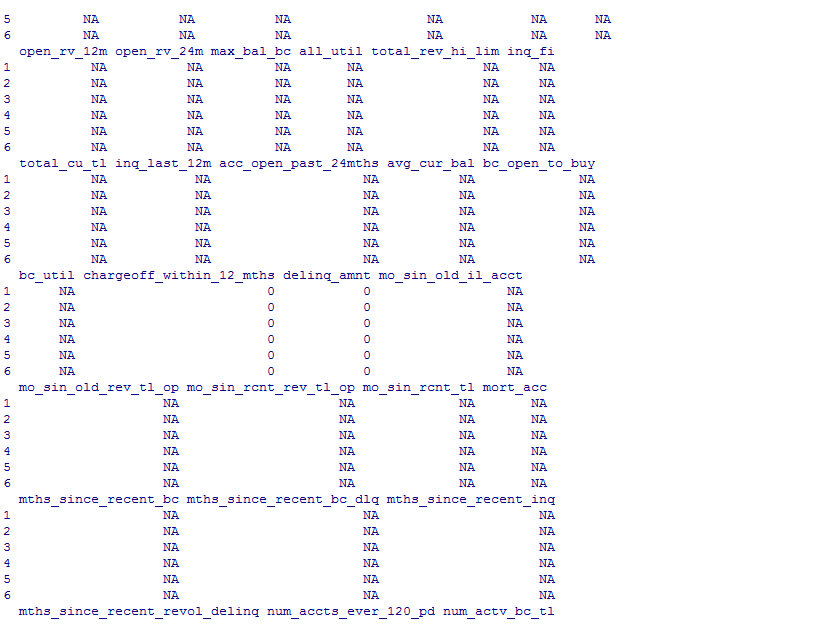 5 NA NA NA NA NA NA
6 NA NA NA NA NA NA
open_rv_12m open_rv_24m max_bal_bc all_util total_rev_hi_lim inq_fi
1 NA NA NA NA NA NA
2 NA NA NA NA NA NA
3 NA NA NA NA NA NA
4 NA NA NA NA NA NA
5 NA NA NA NA NA NA
6 NA NA NA NA NA NA
total_cu_tl inq_last_12m acc_open_past_24mths avg_cur_bal bc_open_to_buy
1 NA NA NA NA NA
2 NA NA NA NA NA
3 NA NA NA NA NA
4 NA NA NA NA NA
5 NA NA NA NA NA
6 NA NA NA NA NA
bc_util chargeoff_within_12_mths delinq_amnt mo_sin_old_il_acct
1 NA 0 0 NA
2 NA 0 0 NA
3 NA 0 0 NA
4 NA 0 0 NA
5 NA 0 0 NA
6 NA 0 0 NA
mo_sin_old_rev_tl_op mo_sin_rcnt_rev_tl_op mo_sin_rcnt_tl mort_acc
1 NA NA NA NA
2 NA NA NA NA
3 NA NA NA NA
4 NA NA NA NA
5 NA NA NA NA
6 NA NA NA NA
mths_since_recent_bc mths_since_recent_bc_dlq mths_since_recent_inq
1 NA NA NA
2 NA NA NA
3 NA NA NA
4 NA NA NA
5 NA NA NA
6 NA NA NA
mths_since_recent_revol_delinq num_accts_ever_120_pd num_actv_bc_tl